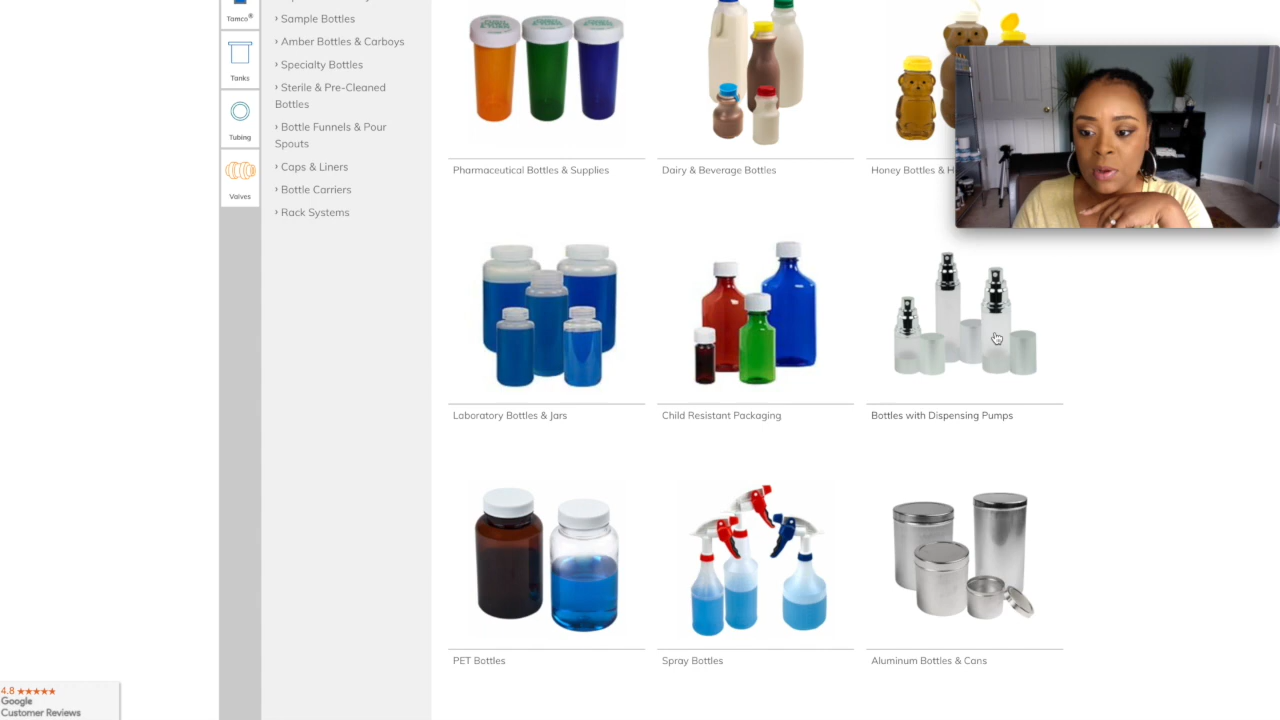 Tamco®
Tanks
Tubing
Valves
› Sample Bottles
› Amber Bottles & Carboys
› Specialty Bottles
› Sterile & Pre-Cleaned
Bottles
› Bottle Funnels & Pour
Spouts
› Caps & Liners
› Bottle Carriers
› Rack Systems
Pharmaceutical Bottles & Supplies
Dairy & Beverage Bottles
Honey Bottles & H
Laboratory Bottles & Jars
Child Resistant Packaging
Bottles with Dispensing Pumps
PET Bottles
Spray Bottles
Aluminum Bottles & Cans
4.8 ★★★★★
Google
Customer Reviews